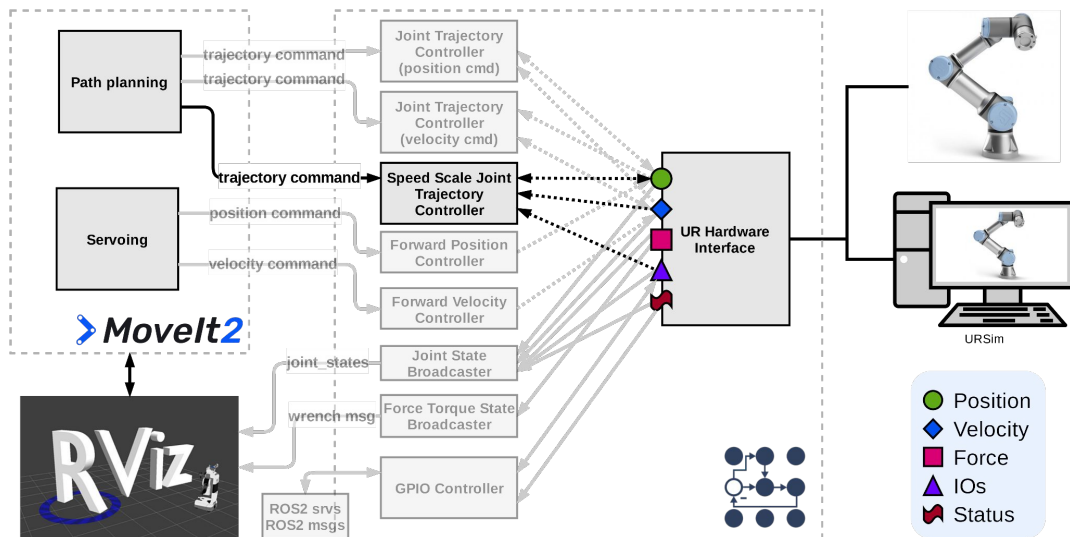 Path planning
trajectory command
trajectory command
trajectory command
Servoing
position command
velocity command
MoveIt2
RViz
Joint Trajectory
Controller
(position cmd)
Joint Trajectory
Controller
(velocity cmd)
Speed Scale Joint
Trajectory
Controller
Forward Position
Controller
Forward Velocity
Controller
joint_states
Joint State
Broadcaster
wrench msg
Force Torque State
Broadcaster
GPIO Controller
ROS2 srvs
ROS2 msgs
UR Hardware
Interface
URSim
Position
Velocity
Force
IOs
Status